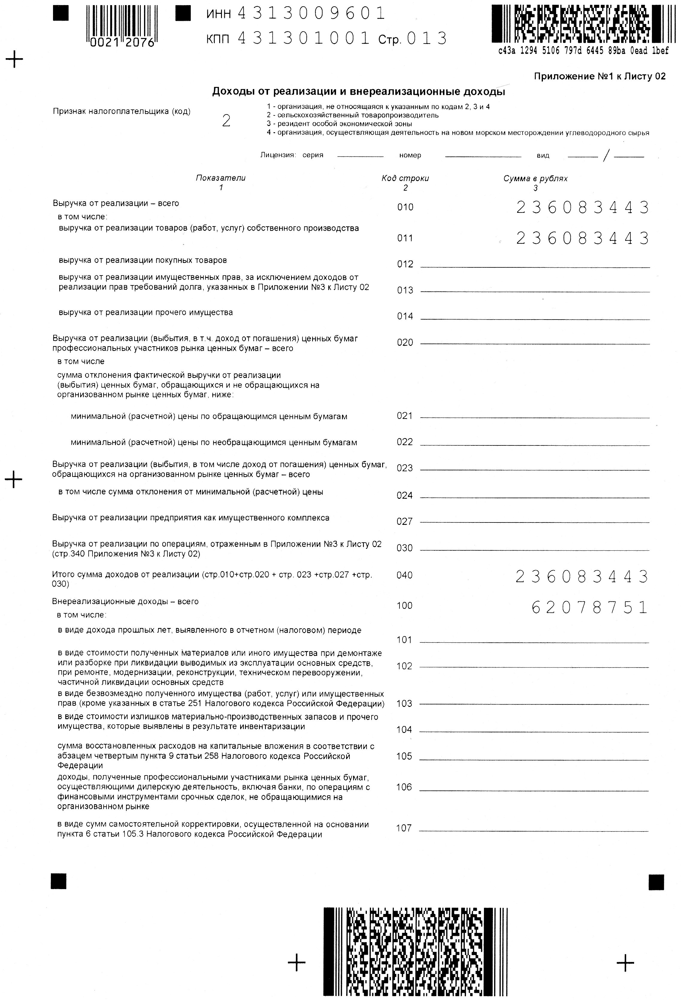 ИНН 4313009601
0021 2076
КПП 431301001 Стр. 013
c43a 1294 5106 797d 6445 89ba 0ead 1bef
Приложение №1 к Листу 02
Доходы от реализации и внереализационные доходы
Признак налогоплательщика (код)
2
1 - организация, не относящаяся к указанным по кодам 2, 3 и 4
2 - сельскохозяйственный товаропроизводитель
3 - резидент особой экономической зоны
4 - организация, осуществляющая деятельность на новом морском месторождении углеводородного сырья
Лицензия: серия номер вид /
Показатели Код строки Сумма в рублях
1 2 3
Выручка от реализации – всего 010 236083443
в том числе:
выручка от реализации товаров (работ, услуг) собственного производства
011 236083443
выручка от реализации покупных товаров 012
выручка от реализации имущественных прав, за исключением доходов от
реализации прав требований долга, указанных в Приложении №3 к Листу 02 013
выручка от реализации прочего имущества 014
Выручка от реализации (выбытия, в т.ч. доход от погашения) ценных бумаг 020
профессиональных участников рынка ценных бумаг – всего
в том числе
сумма отклонения фактической выручки от реализации
(выбытия) ценных бумаг, обращающихся и не обращающихся на
организованном рынке ценных бумаг, ниже:
минимальной (расчетной) цены по обращающимся ценным бумагам 021
минимальной (расчетной) цены по необращающимся ценным бумагам 022
Выручка от реализации (выбытия, в том числе доход от погашения) ценных бумаг, 023
обращающихся на организованном рынке ценных бумаг – всего
в том числе сумма отклонения от минимальной (расчетной) цены 024
Выручка от реализации предприятия как имущественного комплекса 027
Выручка от реализации по операциям, отраженным в Приложении №3 к Листу 02 030
(стр.340 Приложения №3 к Листу 02)
Итого сумма доходов от реализации (стр.010+стр.020 + стр. 023 +стр.027 +стр. 040 236083443
030)
Внереализационные доходы – всего 100 62078751
в том числе:
в виде дохода прошлых лет, выявленного в отчетном (налоговом) периоде
101
в виде стоимости полученных материалов или иного имущества при демонтаже
или разборке при ликвидации выводимых из эксплуатации основных средств, 102
при ремонте, модернизации, реконструкции, техническом перевооружении,
частичной ликвидации основных средств
в виде безвозмездно полученного имущества (работ, услуг) или имущественных
прав (кроме указанных в статье 251 Налогового кодекса Российской Федерации) 103
в виде стоимости излишков материально-производственных запасов и прочего
имущества, которые выявлены в результате инвентаризации 104
сумма восстановленных расходов на капитальные вложения в соответствии с
абзацем четвертым пункта 9 статьи 258 Налогового кодекса Российской 105
Федерации
доходы, полученные профессиональными участниками рынка ценных бумаг,
осуществляющими дилерскую деятельность, включая банки, по операциям с 106
финансовыми инструментами срочных сделок, не обращающимися на
организованном рынке
в виде сумм самостоятельной корректировки, осуществленной на основании 107
пункта 6 статьи 105.3 Налогового кодекса Российской Федерации